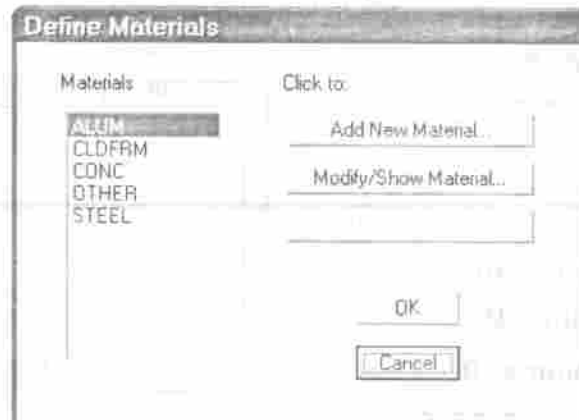 Define Materials
Materials
Click to:
ALUM
CLDFRM
CONC
OTHER
STEEL
Add New Material...
Modify/Show Material...
OK
Cancel